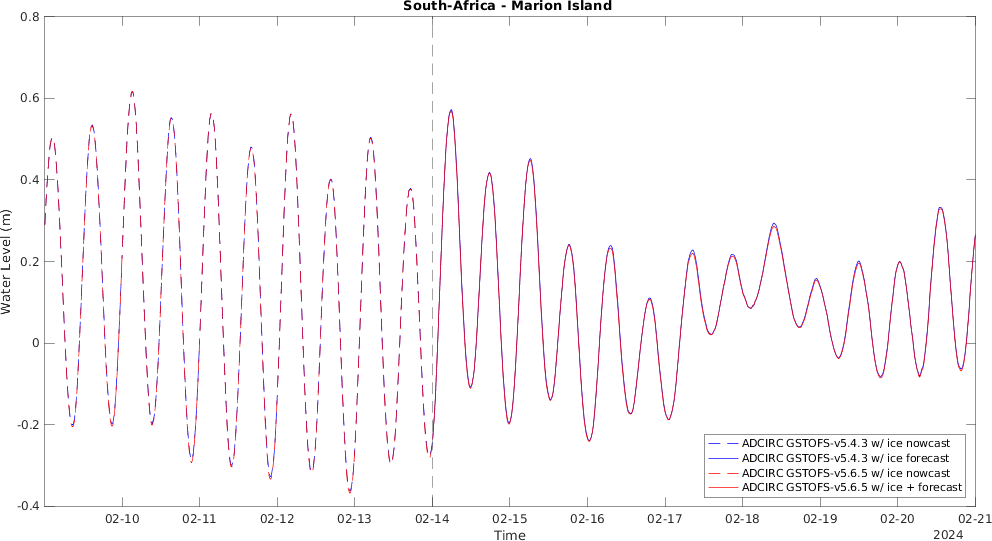 South-Africa - Marion Island
0.8
0.6
0.4
0.2
0
-0.2
-0.4
Water Level (m)
02-10 02-11 02-12 02-13 02-14 02-15 02-16 02-17 02-18 02-19 02-20 02-21
Time
2024
ADCIRC GSTOFS-v5.4.3 w/ ice nowcast
ADCIRC GSTOFS-v5.4.3 w/ ice forecast
ADCIRC GSTOFS-v5.6.5 w/ ice nowcast
ADCIRC GSTOFS-v5.6.5 w/ ice + forecast